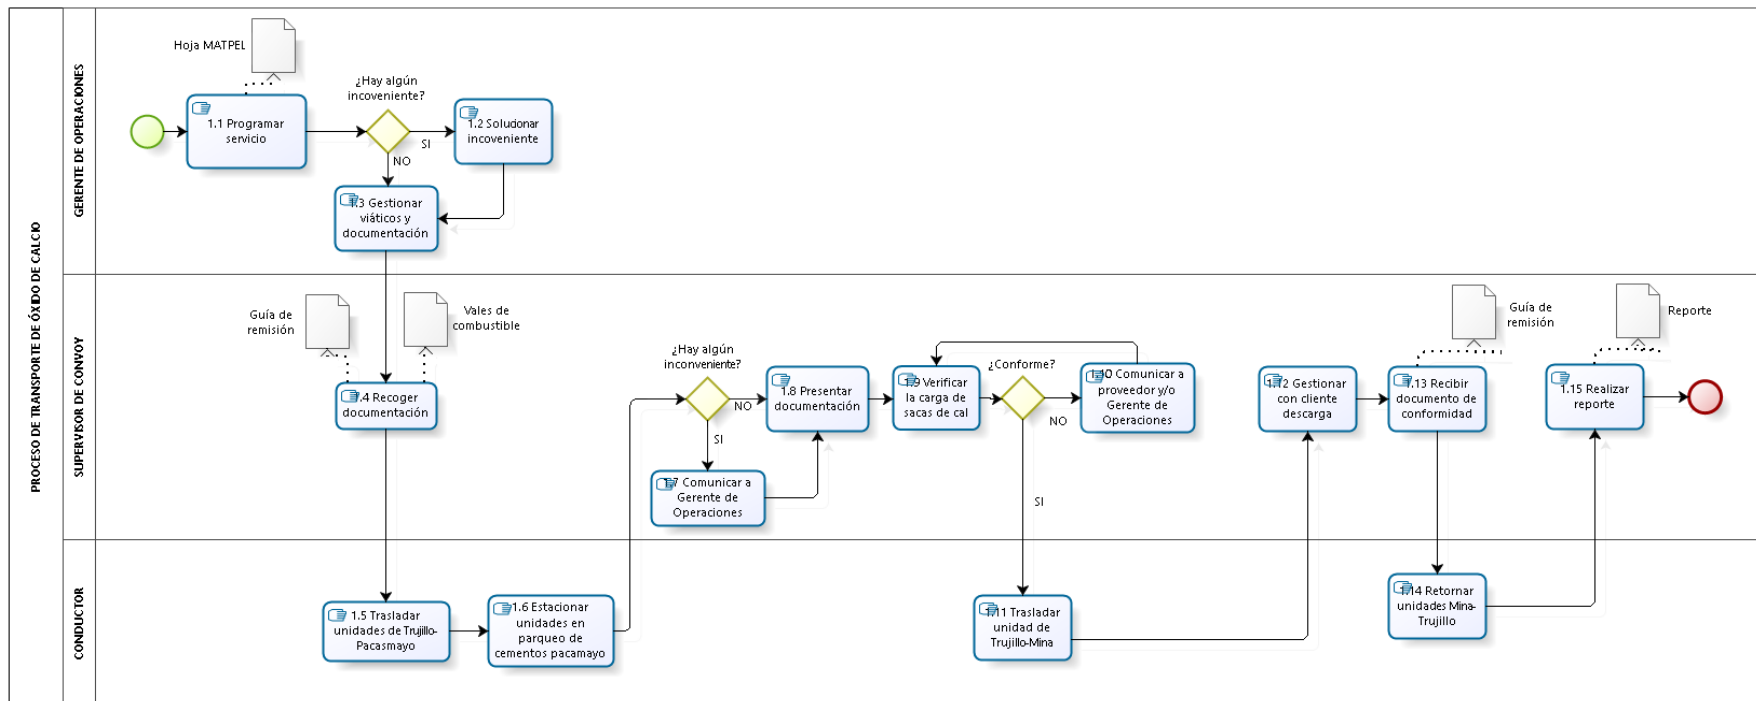 PROCESO DE TRANSPORTE DE ÓXIDO DE CALCIO
GERENTE DE OPERACIONES
Hoja MATPEL
1.1 Programar
servicio
¿Hay algún
incoveniente?
SI
NO
1.2 Solucionar
incoveniente
1.3 Gestionar
viáticos y
documentación
SUPERVISOR DE CONVOY
Guía de
remisión
Vales de
combustible
1.4 Recoger
documentación
¿Hay algún
inconveniente?
NO
SI
1.7 Comunicar a
Gerente de
Operaciones
1.8 Presentar
documentación
1.9 Verificar
la carga de
sacas de cal
¿Conforme?
NO
SI
1.10 Comunicar a
proveedor y/o
Gerente de
Operaciones
1.12 Gestionar
con cliente
descarga
Guía de
remisión
1.13 Recibir
documento de
conformidad
Reporte
1.15 Realizar
reporte
CONDUCTOR
1.5 Trasladar
unidades de Trujillo-
Pacasmayo
1.6 Estacionar
unidades en
parqueo de
cementos pacamayo
1.11 Trasladar
unidad de
Trujillo-Mina
1.14 Retornar
unidades Mina-
Trujillo